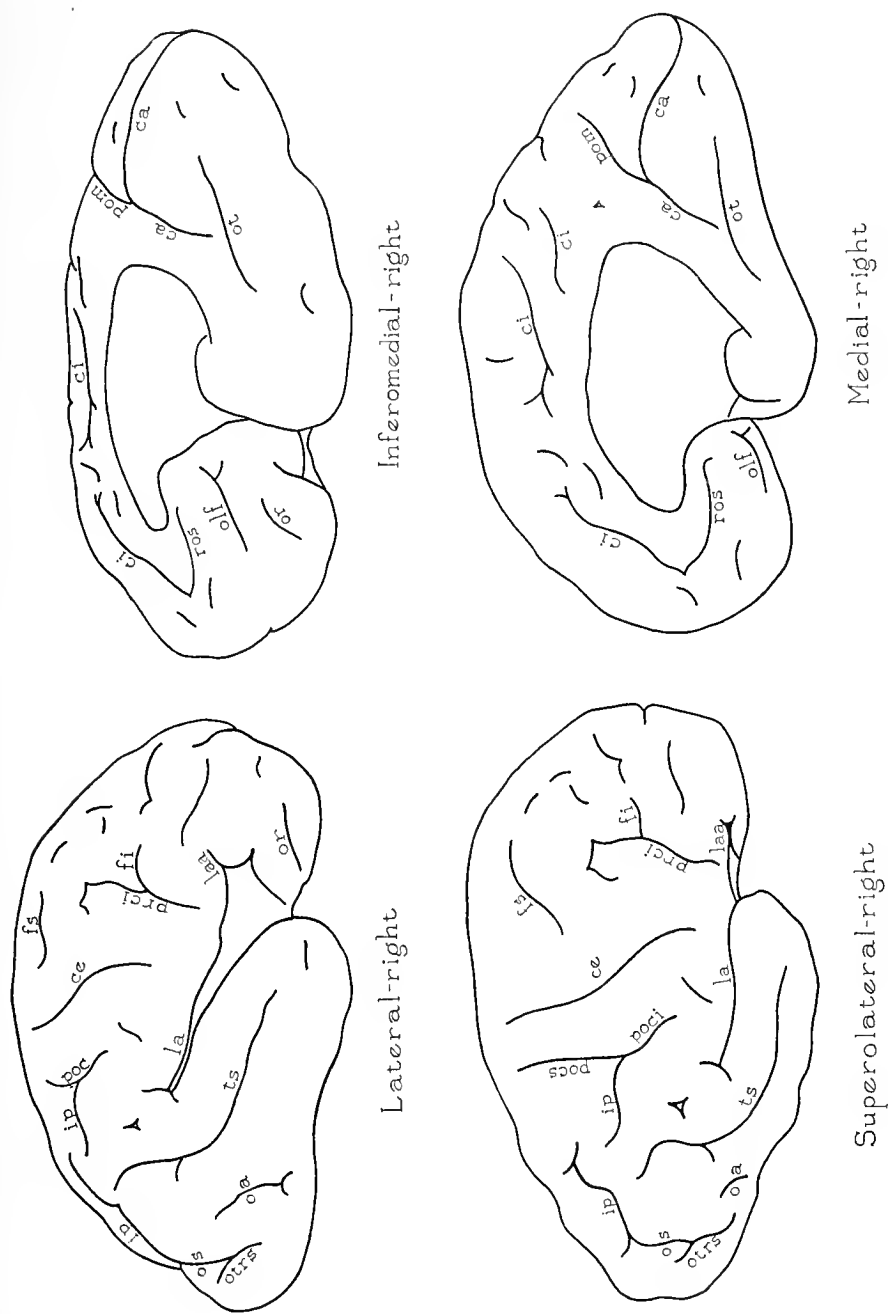 ca
pom
ca
ot
ci
ci
ros
olf
or
Inferomedial-right
pom
ca
ca
ot
ci
ci
ci
ros
olf
Medial-right
fs
fi
prci
laa
or
ce
la
poc
ip
ts
ip
oa
os
otrs
Lateral-right
fs
fi
prci
laa
ce
la
poci
pocs
ip
ts
ip
oa
os
otrs
Superolateral-right